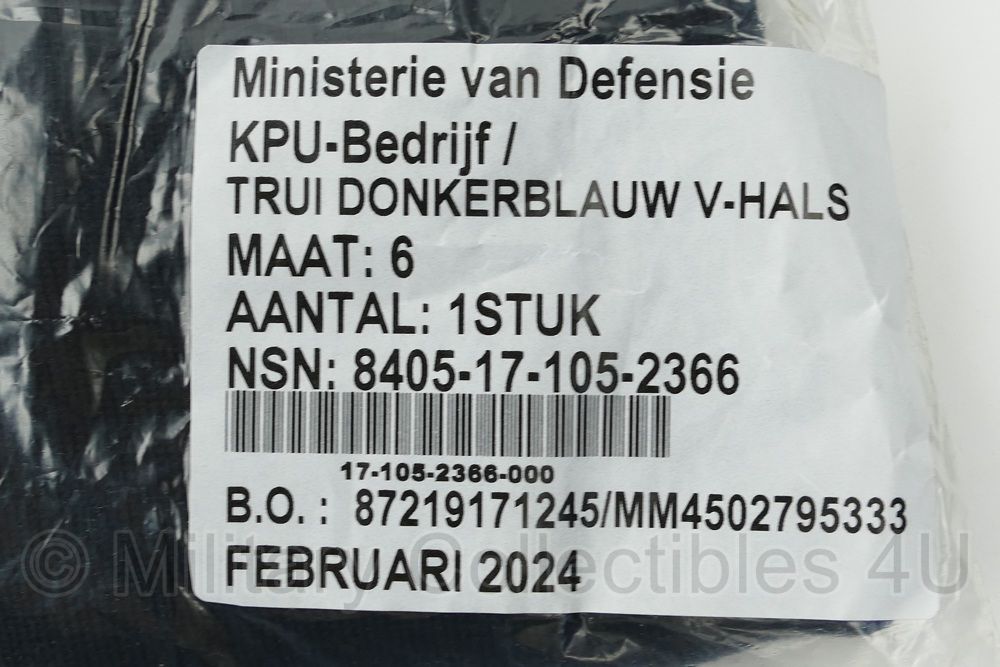 Ministerie van Defensie
KPU-Bedrijf /
TRUI DONKERBLAUW V-HALS
MAAT: 6
AANTAL: 1STUK
NSN: 8405-17-105-2366
17-105-2366-000
B.O. : 87219171245/MM4502795333
FEBRUARI 2024
© Military Collectibles 4U